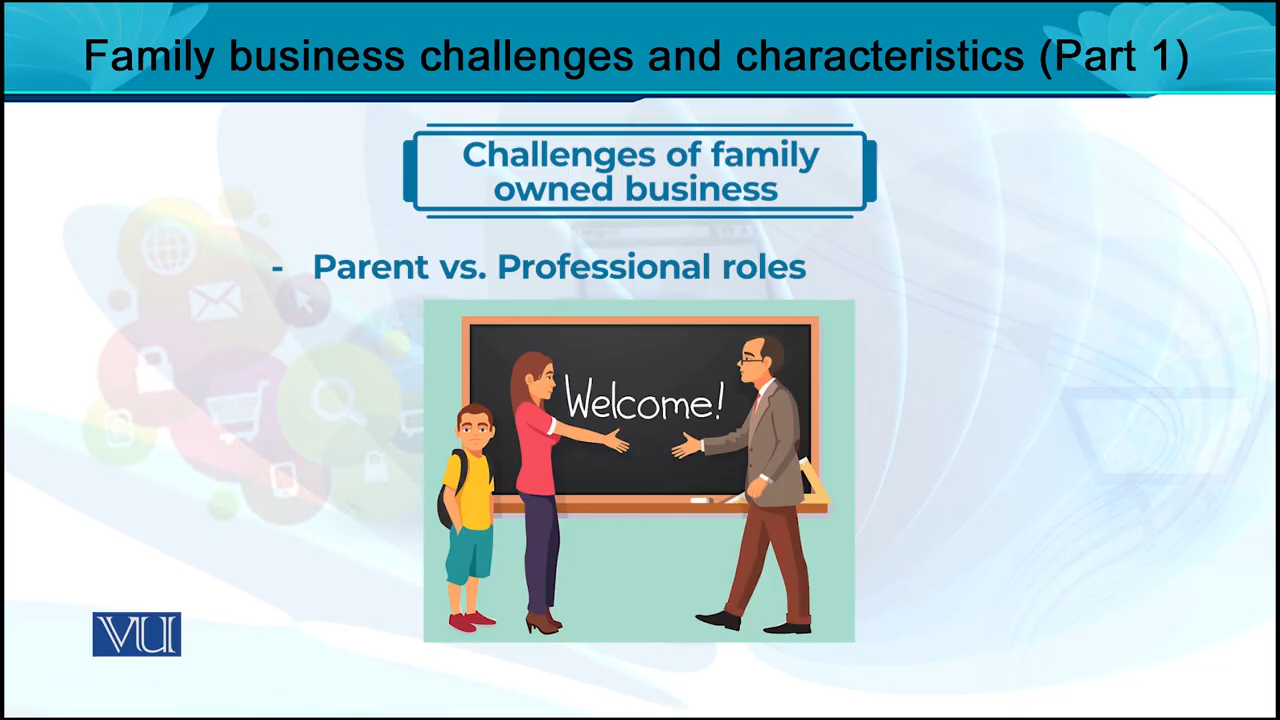 Family business challenges and characteristics (Part 1)
Challenges of family
owned business
- Parent vs. Professional roles
Welcome!
VU